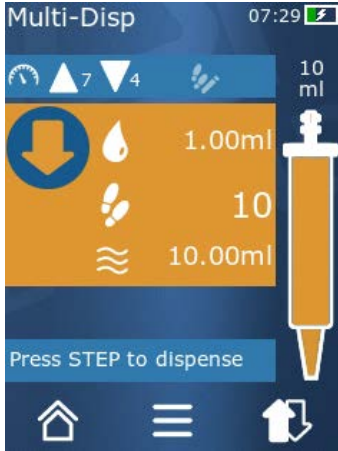 Multi-Disp 07:29
7 4
10
ml
1.00ml
10
10.00ml
Press STEP to dispense